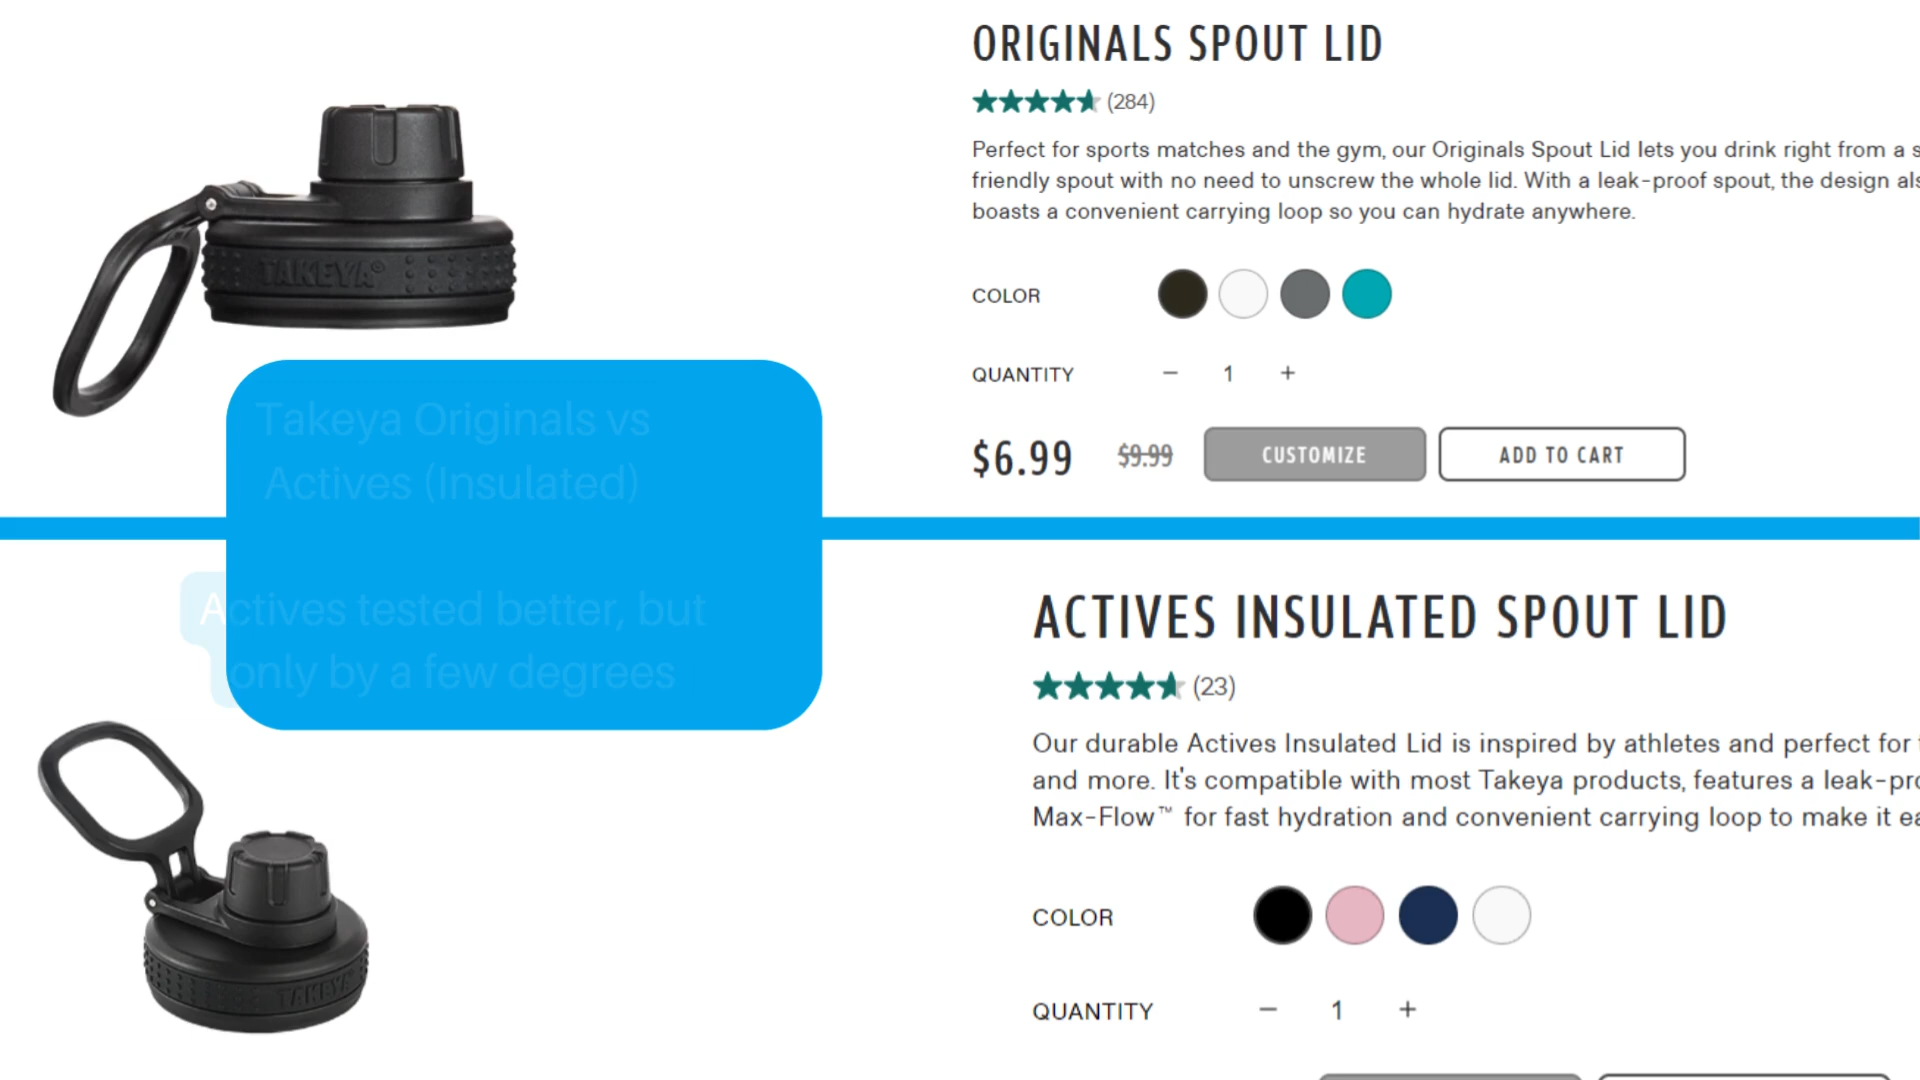 ORIGINALS SPOUT LID
(284)
Perfect for sports matches and the gym, our Originals Spout Lid lets you drink right from a s
friendly spout with no need to unscrew the whole lid. With a leak-proof spout, the design als
boasts a convenient carrying loop so you can hydrate anywhere.
COLOR
QUANTITY − 1 +
$6.99 $9.99 CUSTOMIZE ADD TO CART
TAKEYA®
Takeya Originals vs
Actives (Insulated)
Actives tested better, but
only by a few degrees
ACTIVES INSULATED SPOUT LID
(23)
Our durable Actives Insulated Lid is inspired by athletes and perfect for
and more. It's compatible with most Takeya products, features a leak-pro
Max-Flow™ for fast hydration and convenient carrying loop to make it ea
COLOR
QUANTITY − 1 +
TAKEYA